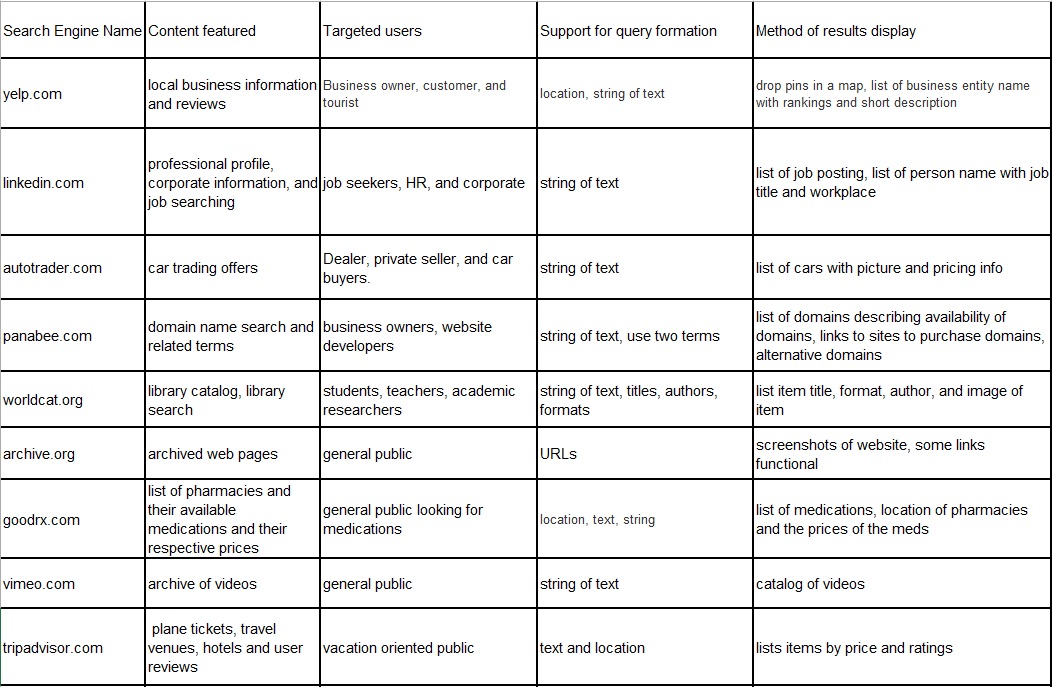 Search Engine Name
Content featured
Targeted users
Support for query formation
Method of results display
yelp.com
local business information
and reviews
Business owner, customer, and
tourist
location, string of text
drop pins in a map, list of business entity name
with rankings and short description
linkedin.com
professional profile,
corporate information, and
job searching
job seekers, HR, and corporate
string of text
list of job posting, list of person name with job
title and workplace
autotrader.com
car trading offers
Dealer, private seller, and car
buyers.
string of text
list of cars with picture and pricing info
panabee.com
domain name search and
related terms
business owners, website
developers
string of text, use two terms
list of domains describing availability of
domains, links to sites to purchase domains,
alternative domains
worldcat.org
library catalog, library
search
students, teachers, academic
researchers
string of text, titles, authors,
formats
list item title, format, author, and image of
item
archive.org
archived web pages
general public
URLs
screenshots of website, some links
functional
goodrx.com
list of pharmacies and
their available
medications and their
respective prices
general public looking for
medications
location, text, string
list of medications, location of pharmacies
and the prices of the meds
vimeo.com
archive of videos
general public
string of text
catalog of videos
tripadvisor.com
plane tickets, travel
venues, hotels and user
reviews
vacation oriented public
text and location
lists items by price and ratings